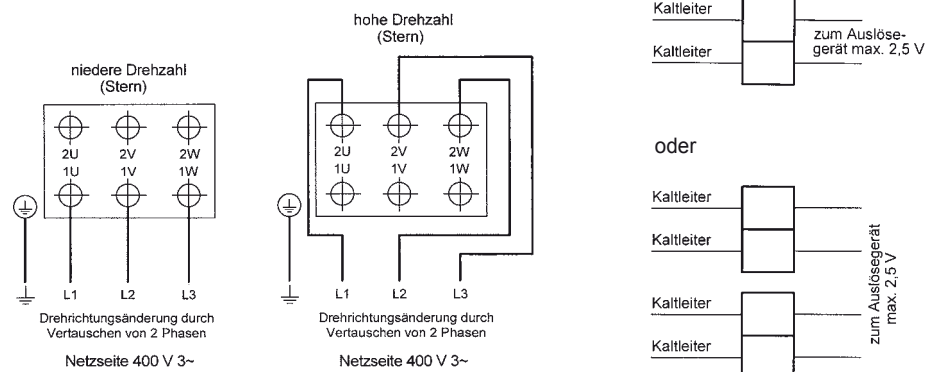 niedere Drehzahl
(Stern)
2U 2V 2W
1U 1V 1W
L1 L2 L3
Drehrichtungsänderung durch
Vertauschen von 2 Phasen
Netzseite 400 V 3~
hohe Drehzahl
(Stern)
2U 2V 2W
1U 1V 1W
L1 L2 L3
Drehrichtungsänderung durch
Vertauschen von 2 Phasen
Netzseite 400 V 3~
Kaltleiter
Kaltleiter
zum Auslöse-
gerät max. 2,5 V
oder
Kaltleiter
Kaltleiter
Kaltleiter
Kaltleiter
zum Auslösegerät
max. 2,5 V